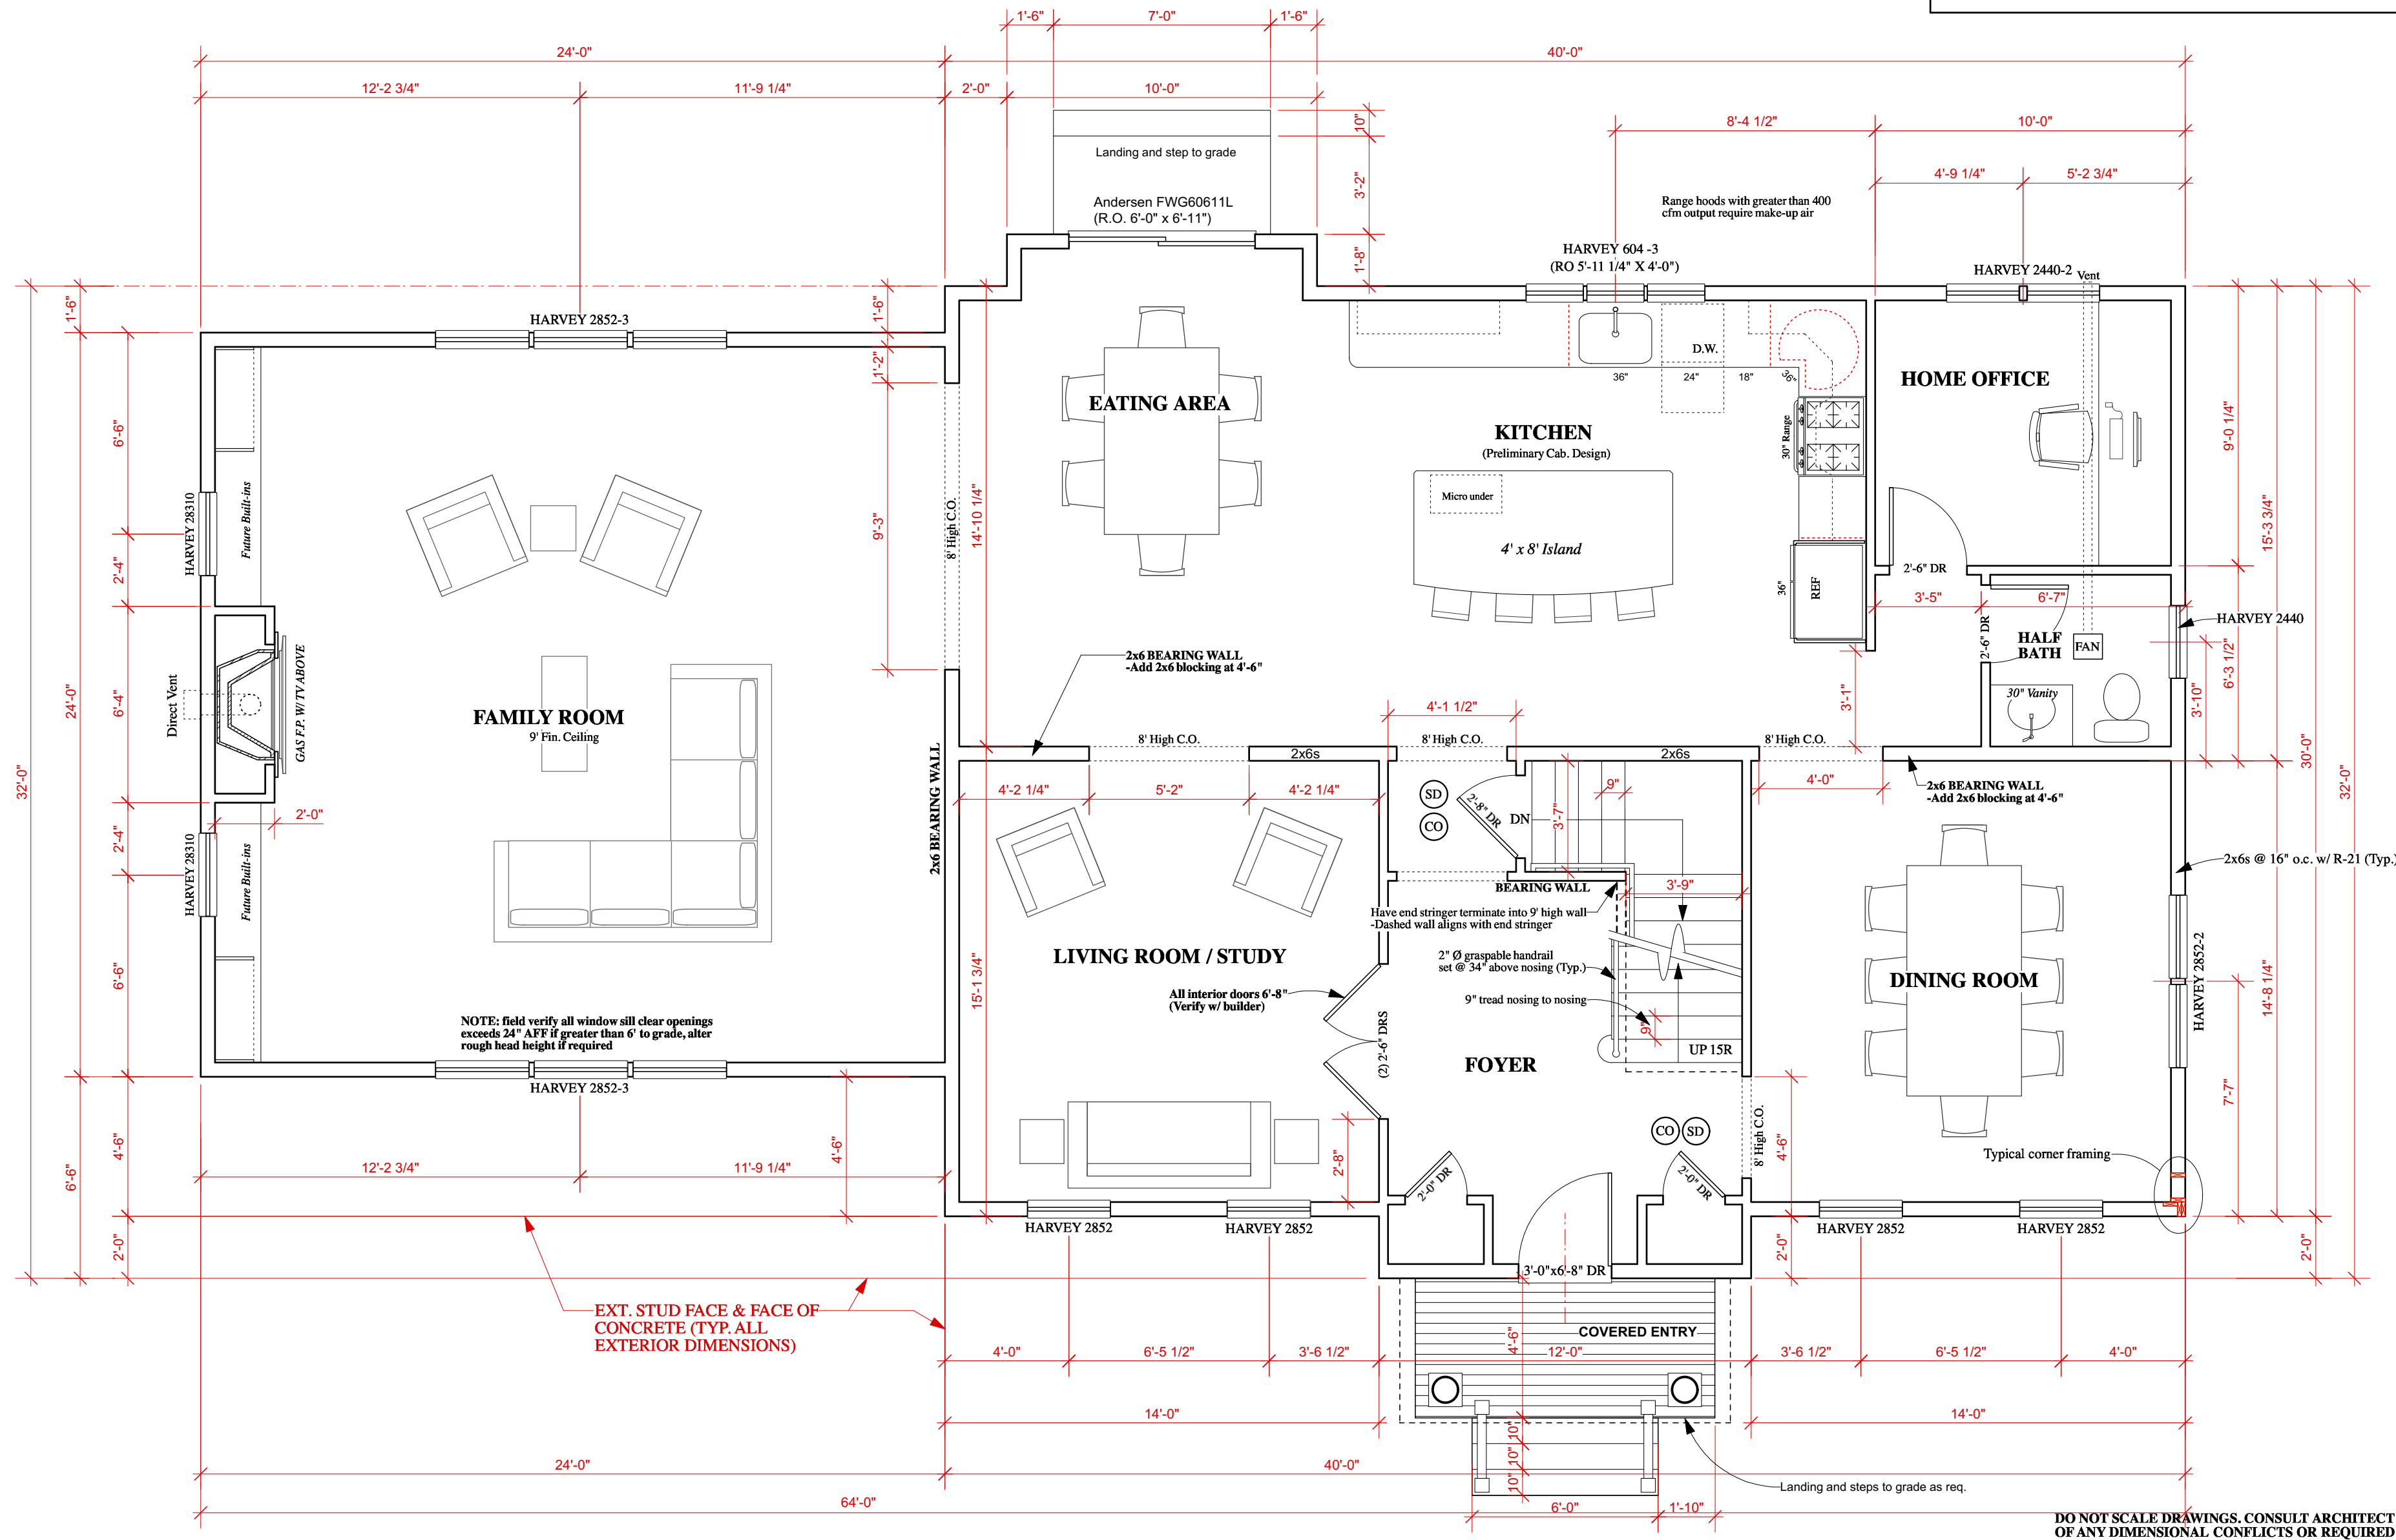 1'-6" 7'-0" 1'-6"
24'-0" 40'-0"
12'-2 3/4" 11'-9 1/4" 2'-0" 10'-0"
8'-4 1/2" 10'-0"
10"
Landing and step to grade
3'-2"
4'-9 1/4" 5'-2 3/4"
Andersen FWG60611L
(R.O. 6'-0" x 6'-11")
Range hoods with greater than 400
cfm output require make-up air
1'-8"
HARVEY 604 -3
(RO 5'-11 1/4" X 4'-0")
HARVEY 2440-2 Vent
1'-6"
1'-6"
HARVEY 2852-3
1'-2"
D.W.
36" 24" 18" 36"
HOME OFFICE
EATING AREA
KITCHEN
(Preliminary Cab. Design)
30" Range
9'-0 1/4"
6'-6"
HARVEY 28310
Future Built-ins
9'-3"
8' High C.O.
14'-10 1/4"
Micro under
4' x 8' Island
15'-3 3/4"
2'-4"
2'-6" DR
36"
REF
3'-5" 6'-7"
HARVEY 2440
2'-6" DR
HALF
BATH
FAN
2x6 BEARING WALL
-Add 2x6 blocking at 4'-6"
Direct Vent
GAS F.P. W/ TV ABOVE
24'-0"
6'-4"
32'-0"
FAMILY ROOM
9' Fin. Ceiling
3'-1"
30" Vanity
3'-10"
6'-3 1/2"
30'-0"
32'-0"
4'-1 1/2"
8' High C.O. 8' High C.O. 8' High C.O.
2x6s 2x6s
2x6 BEARING WALL
4'-2 1/4" 5'-2" 4'-2 1/4"
SD
CO
2'-8" DR
DN
3'-7"
9"
4'-0"
2x6 BEARING WALL
-Add 2x6 blocking at 4'-6"
2'-0"
2'-4"
HARVEY 28310
Future Built-ins
2x6s @ 16" o.c. w/ R-21 (Typ.)
BEARING WALL
3'-9"
Have end stringer terminate into 9' high wall
-Dashed wall aligns with end stringer
LIVING ROOM / STUDY
2" Ø graspable handrail
set @ 34" above nosing (Typ.)
DINING ROOM
HARVEY 2852-2
14'-8 1/4"
6'-6"
15'-1 3/4"
All interior doors 6'-8"
(Verify w/ builder)
9" tread nosing to nosing
9"
NOTE: field verify all window sill clear openings
exceeds 24" AFF if greater than 6' to grade, alter
rough head height if required
(2) 2'-6" DRS
UP 15R
FOYER
HARVEY 2852-3
7'-7"
4'-6"
4'-6"
CO SD
8' High C.O.
4'-6"
Typical corner framing
12'-2 3/4" 11'-9 1/4"
6'-6"
2'-8"
2'-0" DR
2'-0" DR
HARVEY 2852 HARVEY 2852 HARVEY 2852 HARVEY 2852
2'-0"
2'-0"
2'-0"
3'-0"x6'-8" DR
EXT. STUD FACE & FACE OF
CONCRETE (TYP. ALL
EXTERIOR DIMENSIONS)
COVERED ENTRY
4'-6"
4'-0" 6'-5 1/2" 3'-6 1/2" 12'-0" 3'-6 1/2" 6'-5 1/2" 4'-0"
14'-0" 14'-0"
10"
10"
10"
24'-0" 40'-0"
Landing and steps to grade as req.
64'-0"
6'-0" 1'-10"
DO NOT SCALE DRAWINGS. CONSULT ARCHITECT
OF ANY DIMENSIONAL CONFLICTS OR REQUIRED